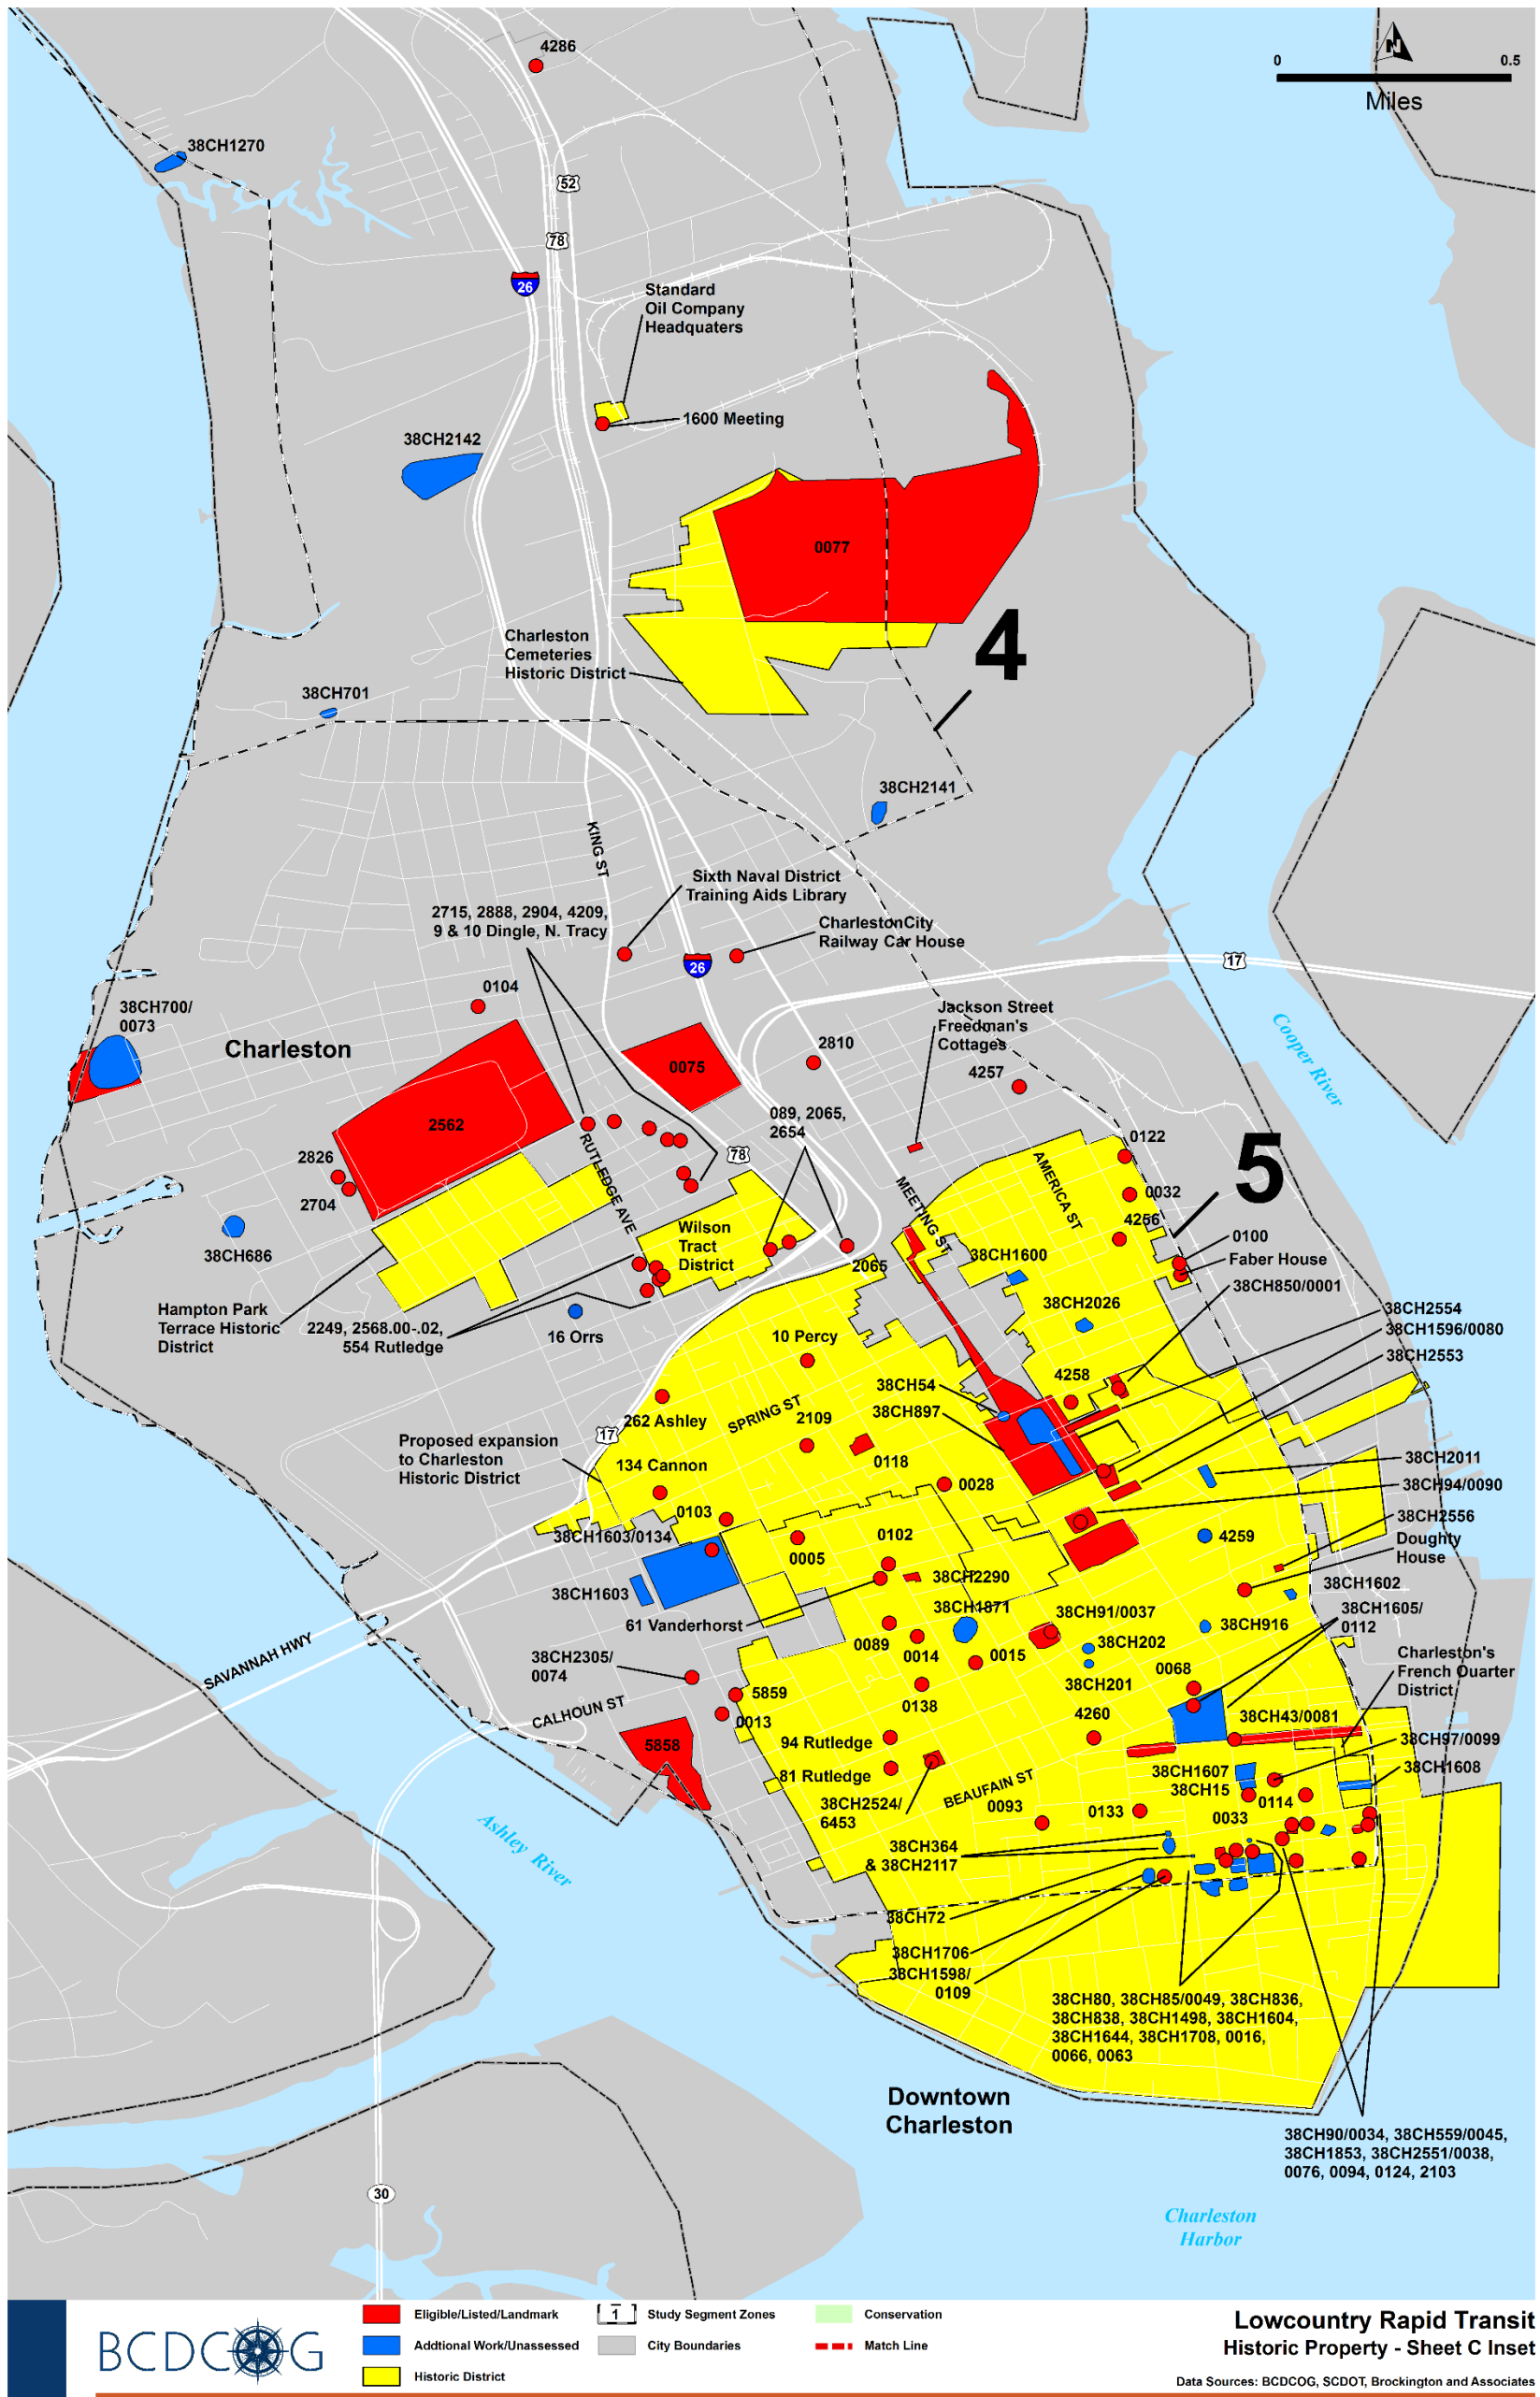 4286
N
0 0.5
Miles
38CH1270
52
78
26
Standard
Oil Company
Headquaters
1600 Meeting
38CH2142
0077
4
Charleston
Cemeteries
Historic District
38CH701
38CH2141
KING ST
Sixth Naval District
Training Aids Library
2715, 2888, 2904, 4209,
9 & 10 Dingle, N. Tracy
CharlestonCity
Railway Car House
26
17
0104
38CH700/
0073
Charleston
Jackson Street
Freedman's
Cottages
Cooper River
2810
0075
4257
2562
089, 2065,
2654
78
0122
5
2826
2704
RUTLEDGE AVE
AMERICA ST
MEETING ST
0032
4256
0100
Faber House
38CH686
Wilson
Tract
District
2065
38CH1600
38CH850/0001
38CH2026
38CH2554
38CH1596/0080
38CH2553
Hampton Park
Terrace Historic
District
2249, 2568.00-.02,
554 Rutledge
16 Orrs
10 Percy
38CH54
4258
38CH897
262 Ashley
SPRING ST
2109
17
Proposed expansion
to Charleston
Historic District
134 Cannon
0118
0028
38CH2011
38CH94/0090
0103
38CH1603/0134
0102
0005
4259
38CH2556
Doughty
House
38CH2290
38CH1603
38CH1602
38CH1871
61 Vanderhorst
38CH91/0037
38CH1605/
0112
38CH916
0089
0014
0015
38CH202
SAVANNAH HWY
38CH2305/
0074
0068
Charleston's
French Quarter
District
38CH201
5859
0138
CALHOUN ST
0013
4260
38CH43/0081
5858
94 Rutledge
38CH97/0099
81 Rutledge
38CH1607
38CH15
38CH1608
BEAUFAIN ST
38CH2524/
6453
0093
0133
0114
0033
Ashley River
38CH364
& 38CH2117
38CH72
38CH1706
38CH1598/
0109
38CH80, 38CH85/0049, 38CH836,
38CH838, 38CH1498, 38CH1604,
38CH1644, 38CH1708, 0016,
0066, 0063
Downtown
Charleston
38CH90/0034, 38CH559/0045,
38CH1853, 38CH2551/0038,
0076, 0094, 0124, 2103
30
Charleston
Harbor
BCDCOG
Eligible/Listed/Landmark
Addtional Work/Unassessed
Historic District
1 Study Segment Zones
City Boundaries
Conservation
Match Line
Lowcountry Rapid Transit
Historic Property - Sheet C Inset
Data Sources: BCDCOG, SCDOT, Brockington and Associates